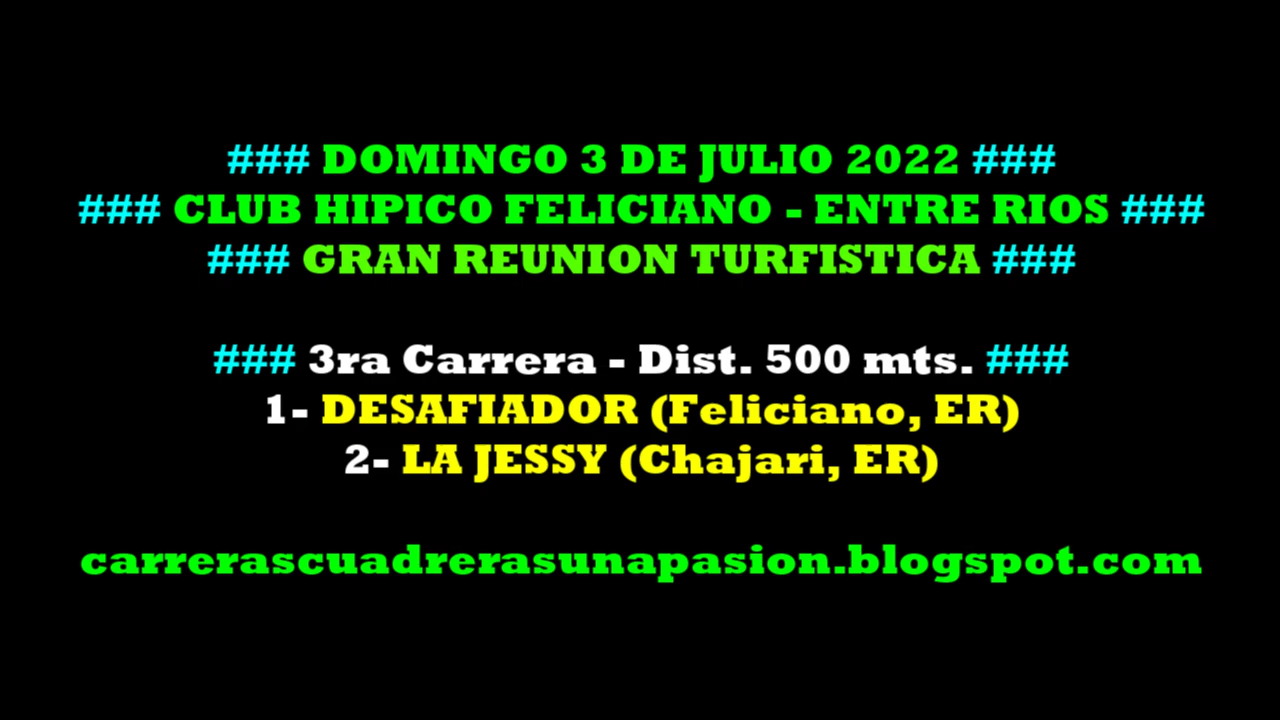 ### DOMINGO 3 DE JULIO 2022 ###
### CLUB HIPICO FELICIANO - ENTRE RIOS ###
### GRAN REUNION TURFISTICA ###
### 3ra Carrera - Dist. 500 mts. ###
1- DESAFIADOR (Feliciano, ER)
2- LA JESSY (Chajari, ER)
carrerascuadrerasunapasion.blogspot.com